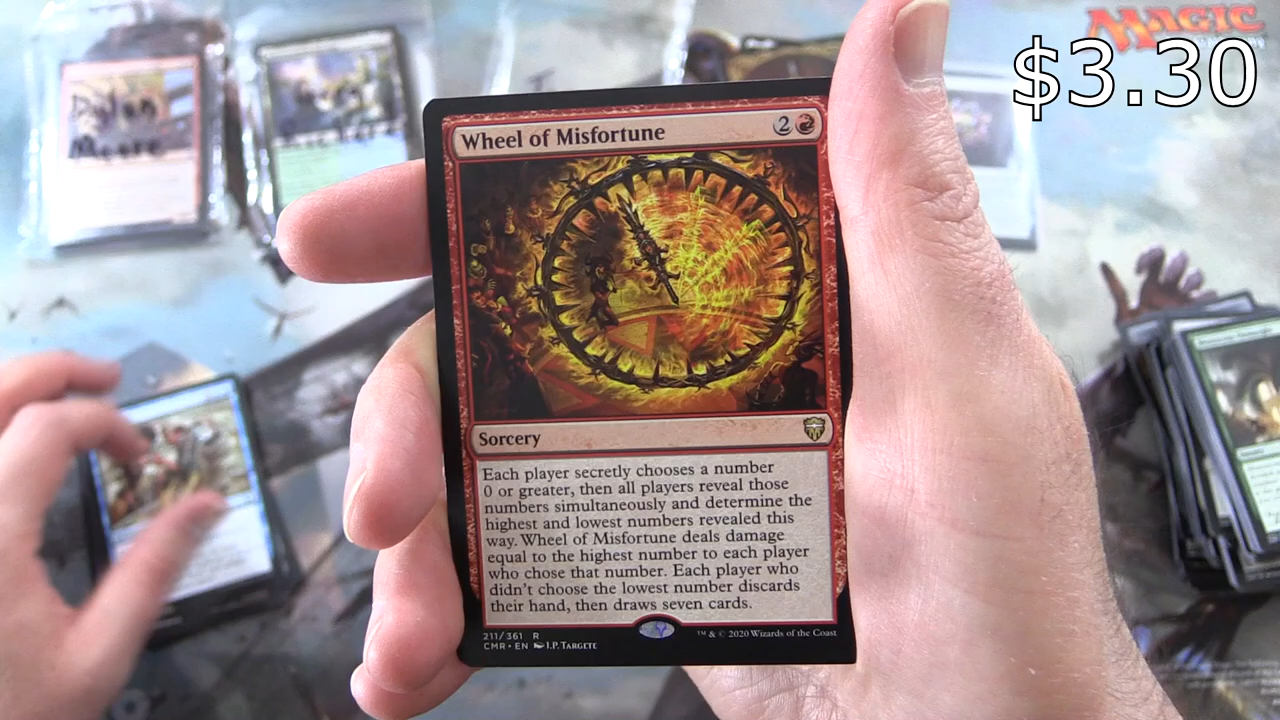 MAGIC
$3.30
Dylan
Moore
Wheel of Misfortune 2
Sorcery
Each player secretly chooses a number
0 or greater, then all players reveal those
numbers simultaneously and determine the
highest and lowest numbers revealed this
way. Wheel of Misfortune deals damage
equal to the highest number to each player
who chose that number. Each player who
didn't choose the lowest number discards
their hand, then draws seven cards.
211/361 R
CMR • EN I.P. TARGETE
™ & © 2020 Wizards of the Coast